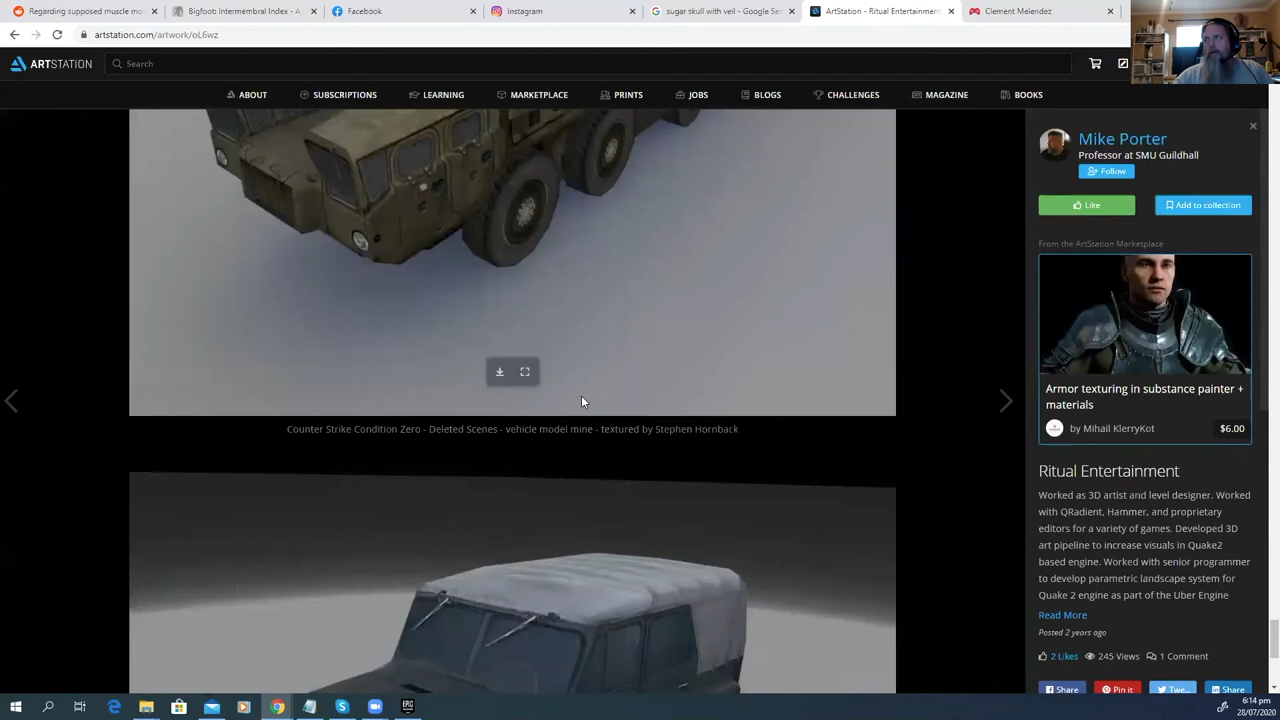 Regarding supposed muscle mo
Bigfoot Intermembral Index - A
Facebook
Instagram
sugar skull with veil - Google Se
ArtStation - Ritual Entertainment
Clement Melendez
artstation.com/artwork/oL6wz
ARTSTATION
Search
ABOUT
SUBSCRIPTIONS
LEARNING
MARKETPLACE
PRINTS
JOBS
BLOGS
CHALLENGES
MAGAZINE
BOOKS
Counter Strike Condition Zero - Deleted Scenes - vehicle model mine - textured by Stephen Hornback
Mike Porter
Professor at SMU Guildhall
Follow
Like
Add to collection
From the ArtStation Marketplace
Armor texturing in substance painter +
materials
by Mihail KlerryKot
$6.00
Ritual Entertainment
Worked as 3D artist and level designer. Worked
with QRadient, Hammer, and proprietary
editors for a variety of games. Developed 3D
art pipeline to increase visuals in Quake2
based engine. Worked with senior programmer
to develop parametric landscape system for
Quake 2 engine as part of the Uber Engine
Read More
Posted 2 years ago
2 Likes 245 Views 1 Comment
Share
Pin it
Twe...
Share
EPIC
6:14 pm
28/07/2020